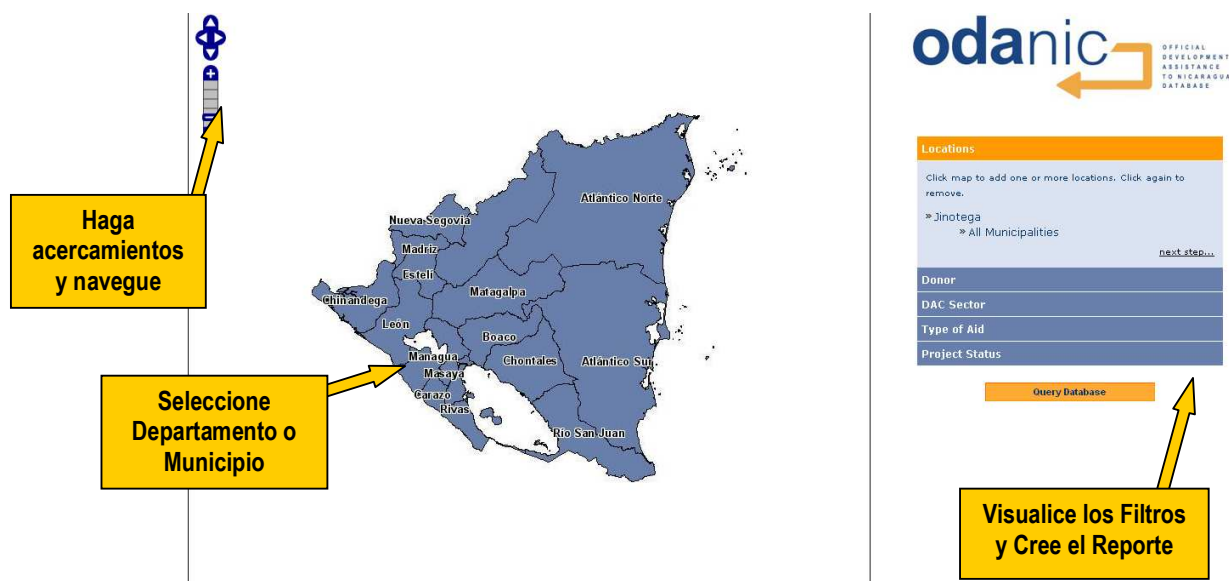 odanic
OFFICIAL
DEVELOPMENT
ASSISTANCE
TO NICARAGUA
DATABASE
Haga
acercamientos
y navegue
Seleccione
Departamento o
Municipio
Atlántico Norte
Nueva Segovia
Madriz
Estelí
Chinandega
Matagalpa
León
Boaco
Managua
Chontales
Atlántico Sur
Masaya
Carazo
Rivas
Río San Juan
Locations
Click map to add one or more locations. Click again to
remove.
» Jinotega
» All Municipalities
next step...
Donor
DAC Sector
Type of Aid
Project Status
Query Database
Visualice los Filtros
y Cree el Reporte